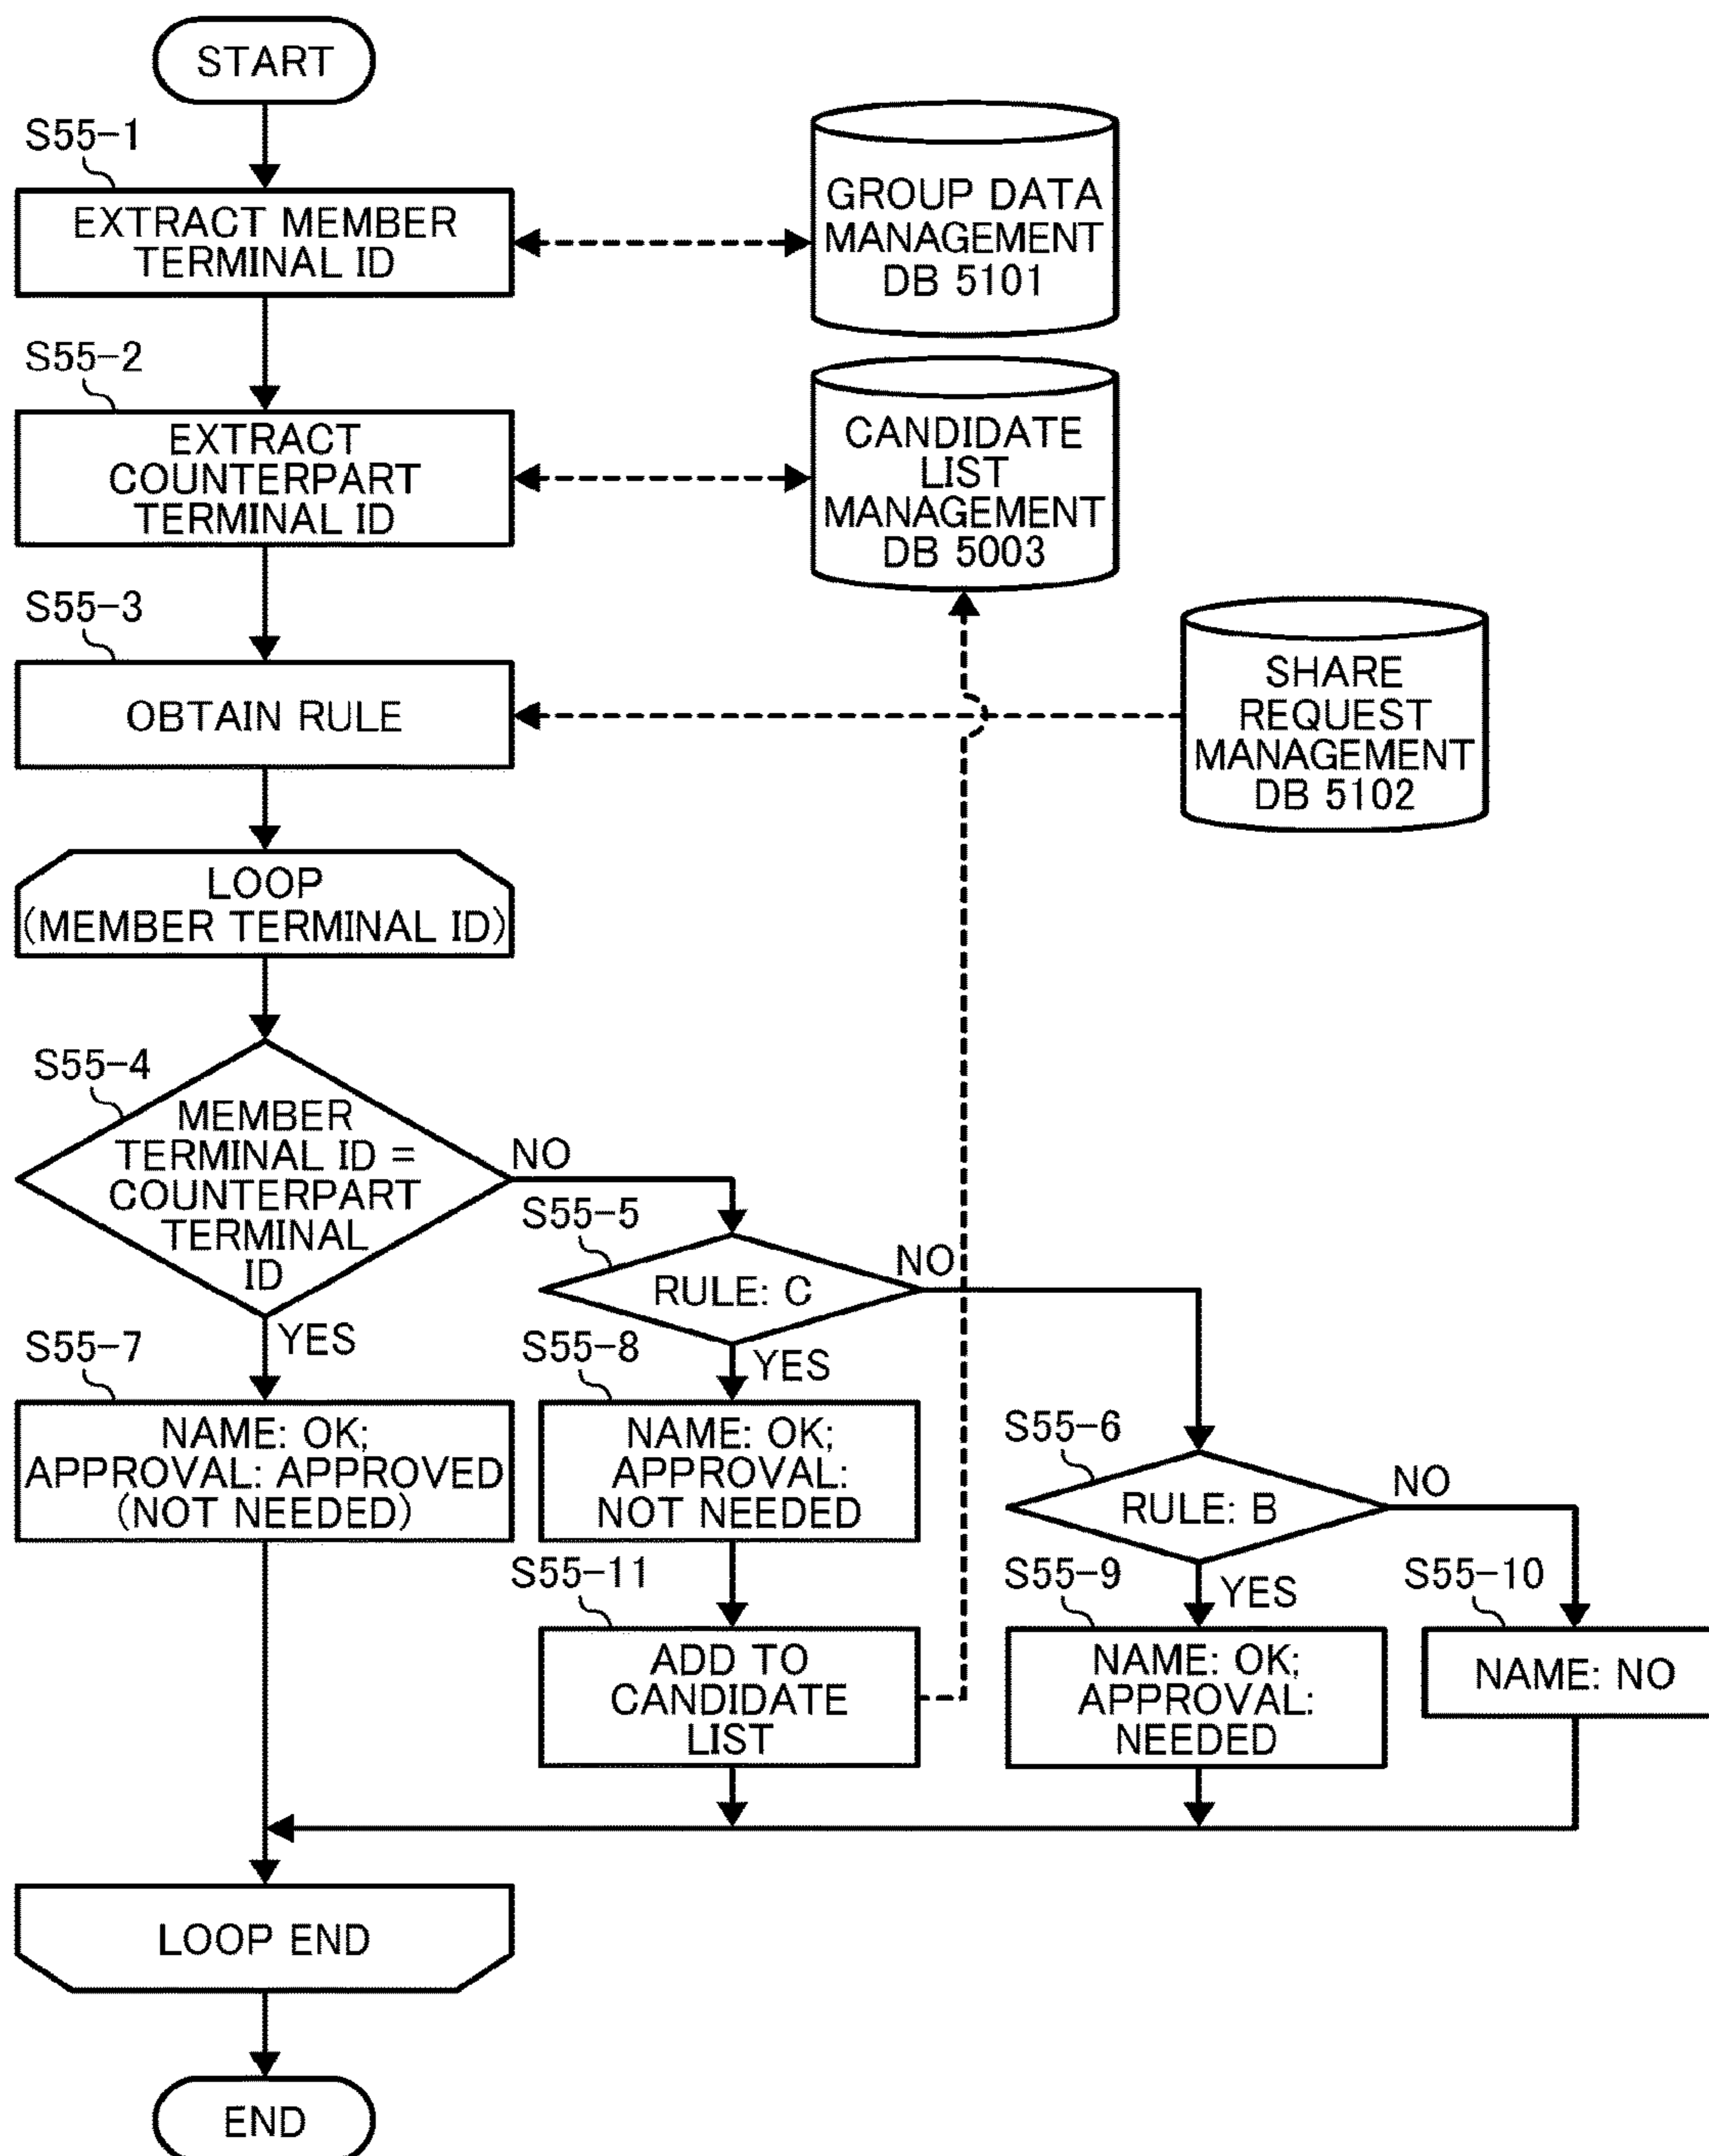 START
S55-1
EXTRACT MEMBER
TERMINAL ID
GROUP DATA
MANAGEMENT
DB 5101
S55-2
EXTRACT
COUNTERPART
TERMINAL ID
CANDIDATE
LIST
MANAGEMENT
DB 5003
S55-3
OBTAIN RULE
SHARE
REQUEST
MANAGEMENT
DB 5102
LOOP
(MEMBER TERMINAL ID)
S55-4
MEMBER
TERMINAL ID =
COUNTERPART
TERMINAL
ID
NO
YES
S55-5
RULE: C
NO
YES
S55-6
RULE: B
NO
YES
S55-7
NAME: OK;
APPROVAL: APPROVED
(NOT NEEDED)
S55-8
NAME: OK;
APPROVAL:
NOT NEEDED
S55-11
ADD TO
CANDIDATE
LIST
S55-9
NAME: OK;
APPROVAL:
NEEDED
S55-10
NAME: NO
LOOP END
END